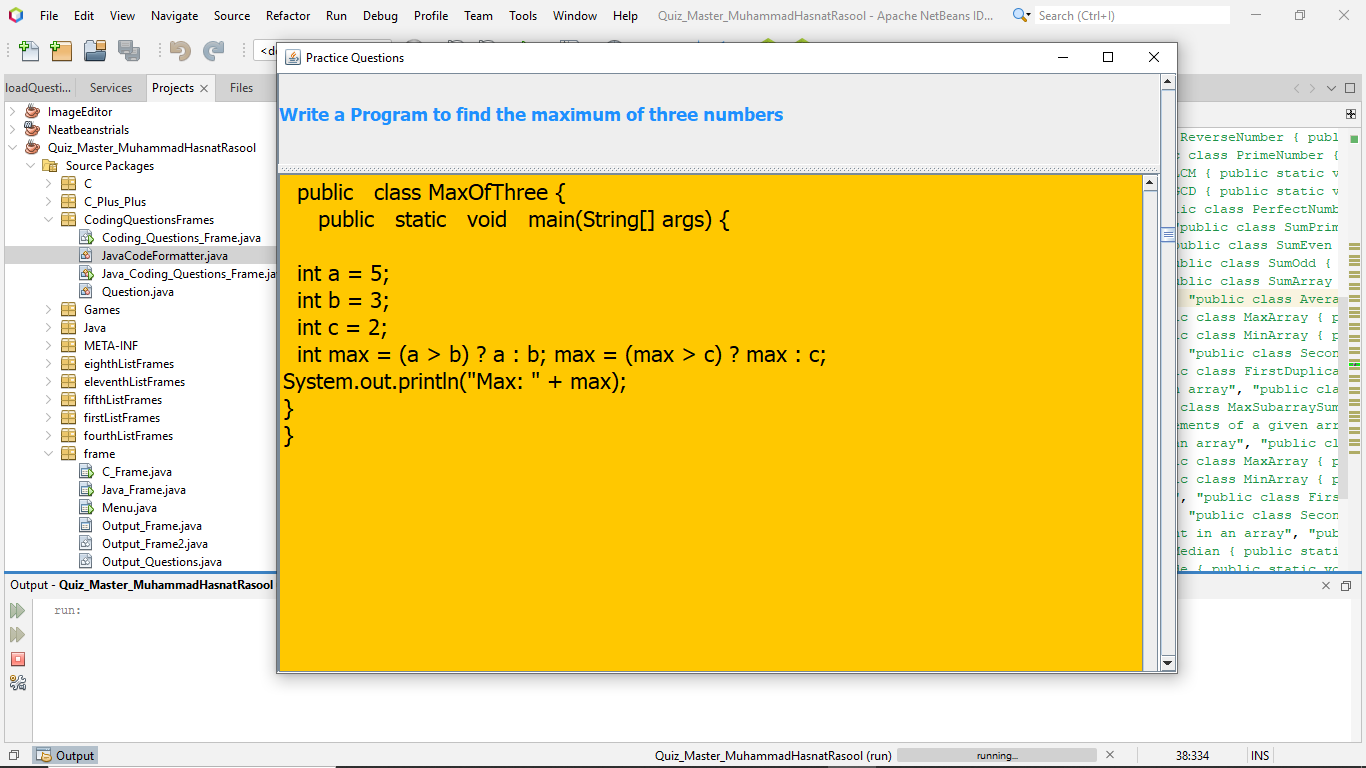 File Edit View Navigate Source Refactor Run Debug Profile Team Tools Window Help Quiz_Master_MuhammadHasnatRasool - Apache NetBeans ID... Search (Ctrl+I)
<de
Practice Questions
loadQuesti... Services Projects Files
Write a Program to find the maximum of three numbers
public class MaxOfThree {
public static void main(String[] args) {
int a = 5;
int b = 3;
int c = 2;
int max = (a > b) ? a : b; max = (max > c) ? max : c;
System.out.println("Max: " + max);
}
}
ImageEditor
Neatbeanstrials
Quiz_Master_MuhammadHasnatRasool
Source Packages
C
C_Plus_Plus
CodingQuestionsFrames
Coding_Questions_Frame.java
JavaCodeFormatter.java
Java_Coding_Questions_Frame.ja
Question.java
Games
Java
META-INF
eighthListFrames
eleventhListFrames
fifthListFrames
firstListFrames
fourthListFrames
frame
C_Frame.java
Java_Frame.java
Menu.java
Output_Frame.java
Output_Frame2.java
Output_Questions.java
ReverseNumber { publ
class PrimeNumber {
CM { public static v
GCD { public static v
ic class PerfectNumb
"public class SumPrim
public class SumEven
ublic class SumOdd {
ublic class SumArray
"public class Avera
c class MaxArray { p
c class MinArray { p
"public class Secon
c class FirstDuplica
n array", "public cla
class MaxSubarraySum
ements of a given arr
n array", "public cl
c class MaxArray { p
c class MinArray { p
", "public class Firs
"public class Secon
t in an array", "pub
Median { public stati
{ public static vo
Output - Quiz_Master_MuhammadHasnatRasool
run:
Output Quiz_Master_MuhammadHasnatRasool (run) running... 38:334 INS